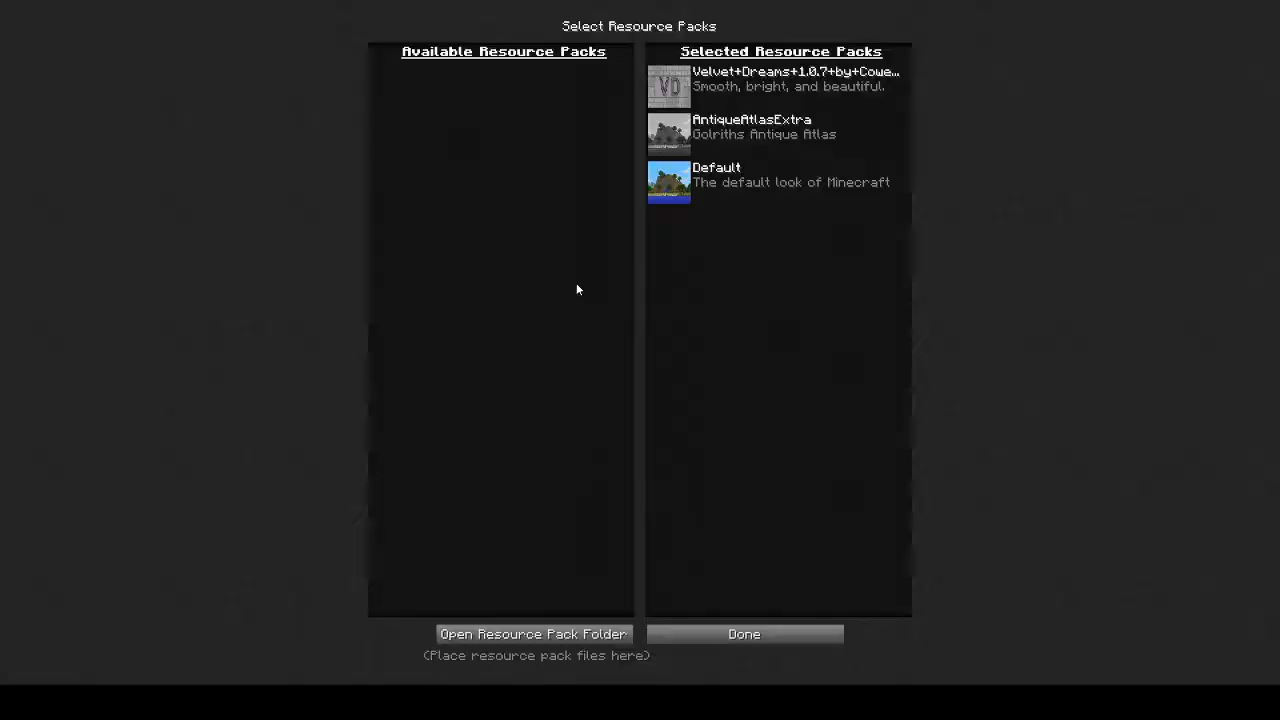 Select Resource Packs
Available Resource Packs
Selected Resource Packs
Velvet+Dreams+1.0.7+by+Cowe...
Smooth, bright, and beautiful.
VD
AntiqueAtlasExtra
Golriths Antique Atlas
Default
The default look of Minecraft
Open Resource Pack Folder
Done
(Place resource pack files here)